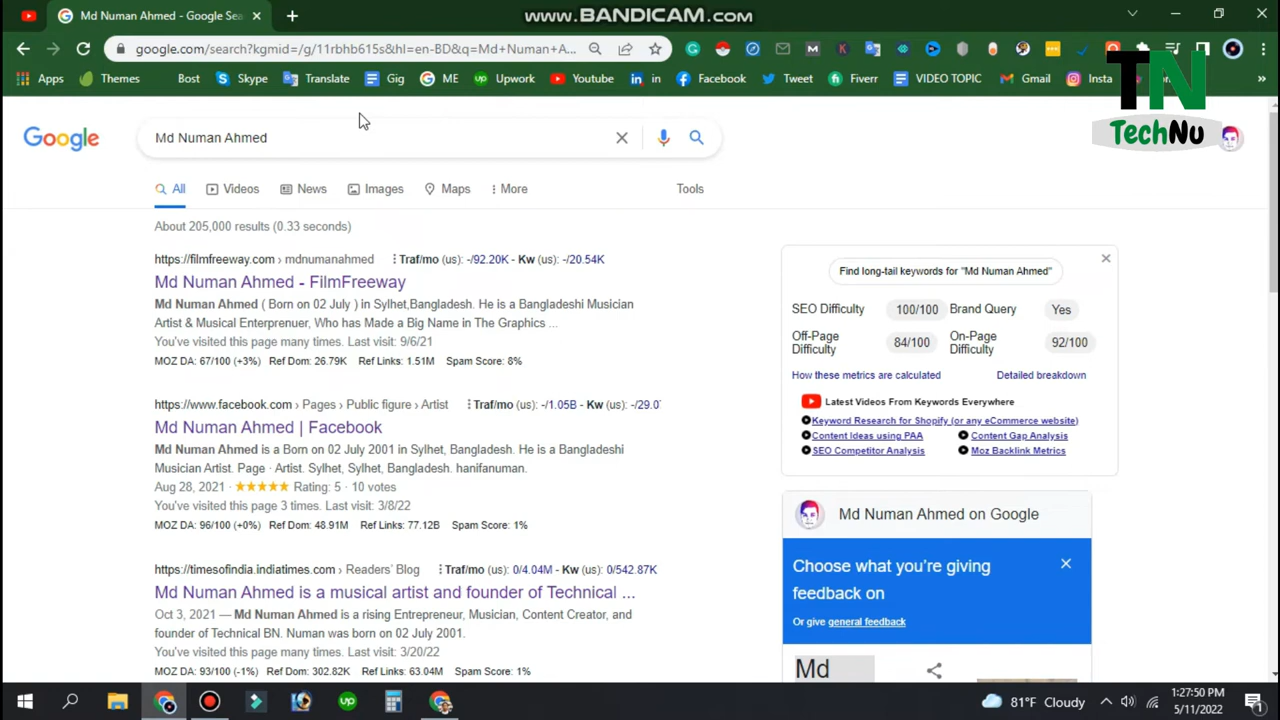 www.BANDICAM.com
Md Numan Ahmed - Google Sea
google.com/search?kgmid=/g/11rbhb615s&hl=en-BD&q=Md+Numan+A...
Apps
Themes
Bost
Skype
Translate
Gig
ME
Upwork
Youtube
in
Facebook
Tweet
Fiverr
VIDEO TOPIC
Gmail
Insta
TN
TechNu
Google
Md Numan Ahmed
All
Videos
News
Images
Maps
More
Tools
About 205,000 results (0.33 seconds)
https://filmfreeway.com › mdnumanahmed Traf/mo (us): -/92.20K - Kw (us): -/20.54K
Md Numan Ahmed - FilmFreeway
Md Numan Ahmed ( Born on 02 July ) in Sylhet,Bangladesh. He is a Bangladeshi Musician
Artist & Musical Enterprenuer, Who has Made a Big Name in The Graphics ...
You've visited this page many times. Last visit: 9/6/21
MOZ DA: 67/100 (+3%) Ref Dom: 26.79K Ref Links: 1.51M Spam Score: 8%
https://www.facebook.com › Pages › Public figure › Artist Traf/mo (us): -/1.05B - Kw (us): -/29.0
Md Numan Ahmed | Facebook
Md Numan Ahmed is a Born on 02 July 2001 in Sylhet, Bangladesh. He is a Bangladeshi
Musician Artist. Page · Artist. Sylhet, Sylhet, Bangladesh. hanifanuman.
Aug 28, 2021 · ★★★★★ Rating: 5 · 10 votes
You've visited this page 3 times. Last visit: 3/8/22
MOZ DA: 96/100 (+0%) Ref Dom: 48.91M Ref Links: 77.12B Spam Score: 1%
https://timesofindia.indiatimes.com › Readers' Blog Traf/mo (us): 0/4.04M - Kw (us): 0/542.87K
Md Numan Ahmed is a musical artist and founder of Technical ...
Oct 3, 2021 — Md Numan Ahmed is a rising Entrepreneur, Musician, Content Creator, and
founder of Technical BN. Numan was born on 02 July 2001.
You've visited this page 2 times. Last visit: 3/20/22
MOZ DA: 93/100 (-1%) Ref Dom: 302.82K Ref Links: 63.04M Spam Score: 1%
Find long-tail keywords for "Md Numan Ahmed"
SEO Difficulty 100/100 Brand Query Yes
Off-Page Difficulty 84/100 On-Page Difficulty 92/100
How these metrics are calculated Detailed breakdown
Latest Videos From Keywords Everywhere
Keyword Research for Shopify (or any eCommerce website)
Content Ideas using PAA Content Gap Analysis
SEO Competitor Analysis Moz Backlink Metrics
Md Numan Ahmed on Google
Choose what you're giving
feedback on
Or give general feedback
Md
81°F Cloudy
1:27:50 PM
5/11/2022